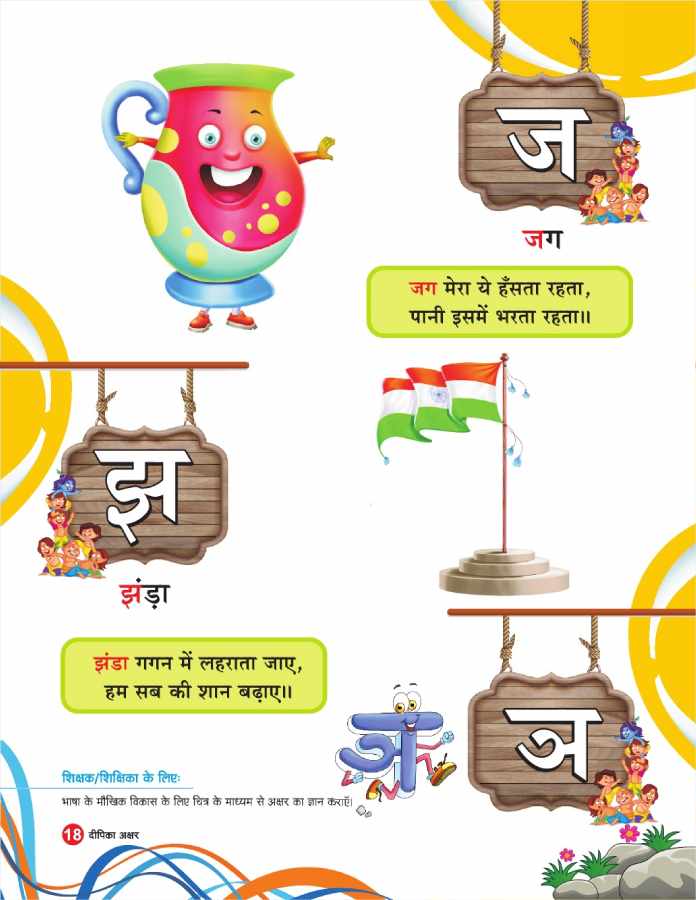 ज
जग
जग मेरा ये हँसता रहता,
पानी इसमें भरता रहता॥
झ
झंड़ा
झंडा गगन में लहराता जाए,
हम सब की शान बढ़ाए॥
ञ
ञ
शिक्षक/शिक्षिका के लिएः
भाषा के मौखिक विकास के लिए चित्र के माध्यम से अक्षर का ज्ञान कराएँ।
18 दीपिका अक्षर